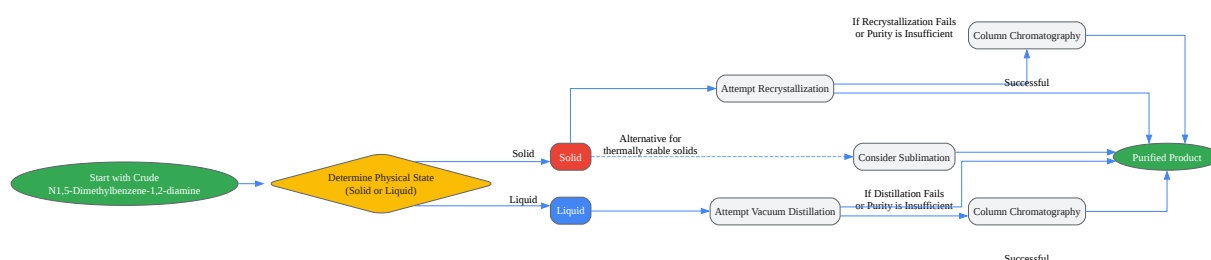 If Recrystallization Fails
or Purity is Insufficient
Column Chromatography
Attempt Recrystallization
Successful
Alternative for
thermally stable solids
Solid
Solid
Consider Sublimation
Purified Product
Start with Crude
N1,5-Dimethylbenzene-1,2-diamine
Determine Physical State
(Solid or Liquid)
Liquid
Liquid
Attempt Vacuum Distillation
If Distillation Fails
or Purity is Insufficient
Column Chromatography
Successful